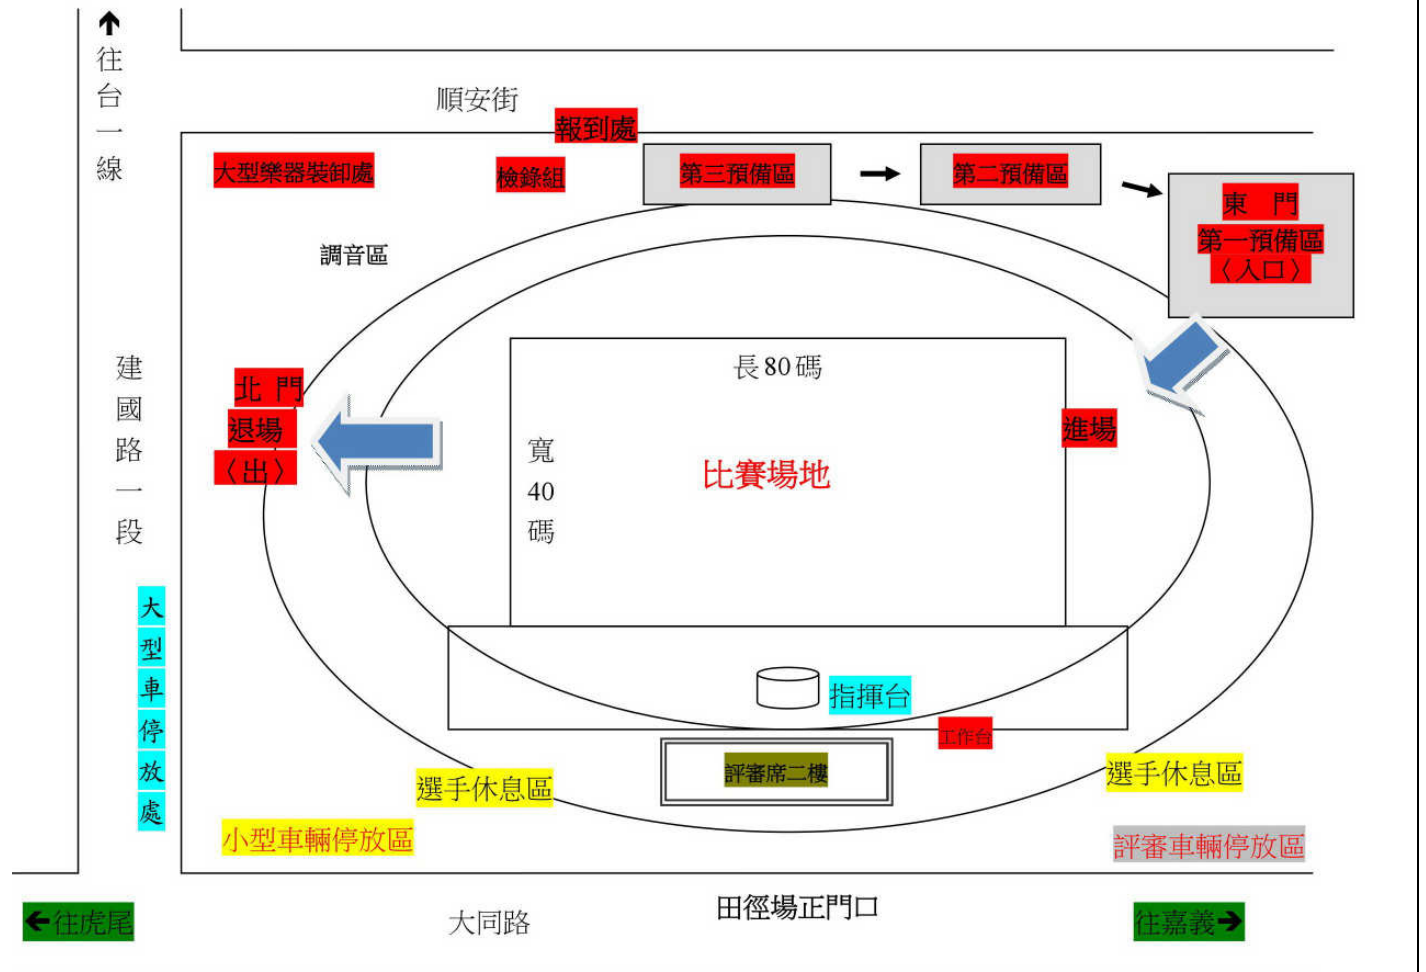 ↑往台一線
順安街
報到處
大型樂器裝卸處
檢錄組
第三預備區
→
第二預備區
→
東 門
第一預備區
〈入口〉
調音區
建國路一段
北 門
退場
〈出〉
長80碼
寬40碼
進場
比賽場地
大型車停放處
指揮台
工作台
評審席二樓
選手休息區
選手休息區
小型車輛停放區
評審車輛停放區
←往虎尾
大同路
田徑場正門口
往嘉義→